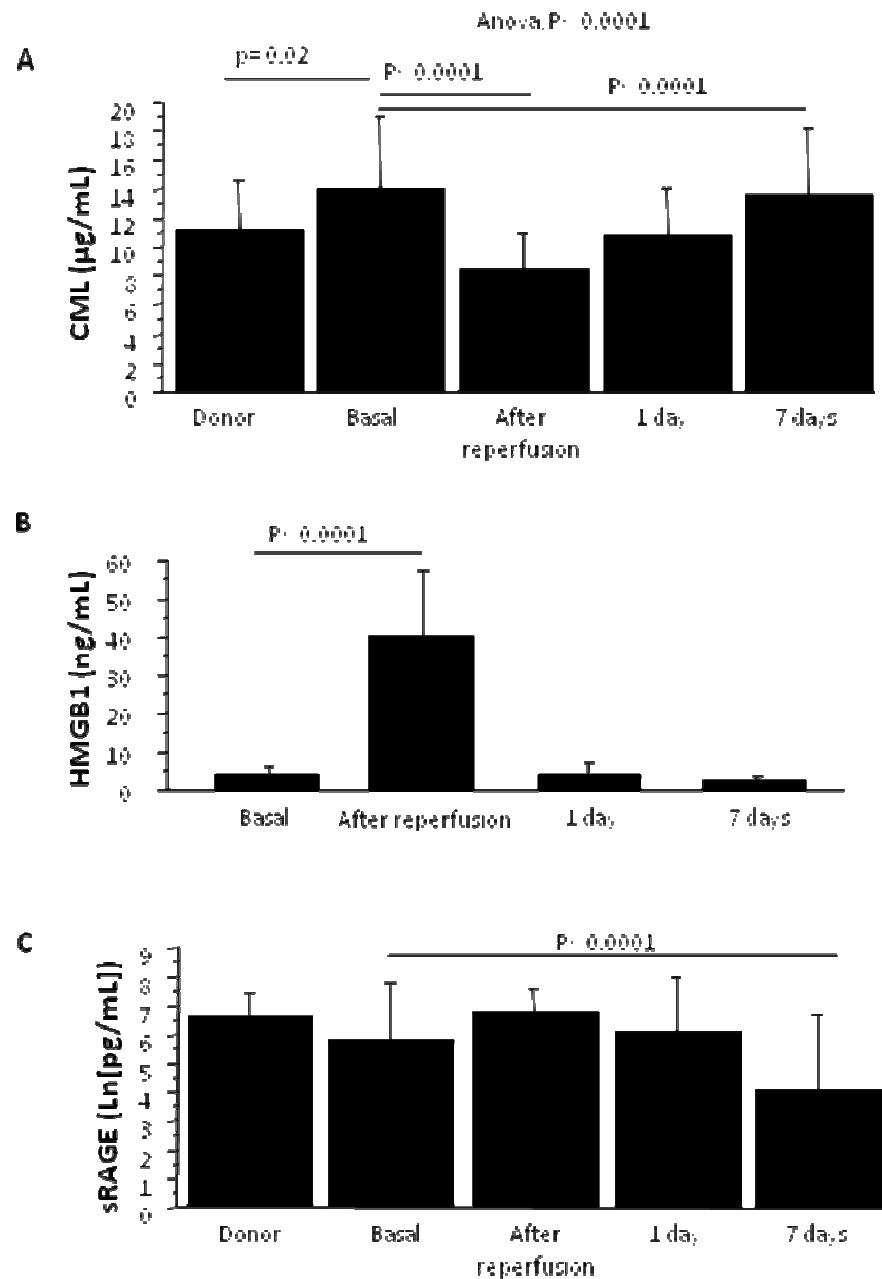 Anova, P< 0.0001
A
p= 0.02
P< 0.0001
P< 0.0001
CML (µg/mL)
20
18
16
14
12
10
8
6
4
2
0
Donor
Basal
After
reperfusion
1 day
7 days
B
P< 0.0001
HMGB1 (ng/mL)
60
50
40
30
20
10
0
Basal
After reperfusion
1 day
7 days
C
P< 0.0001
sRAGE (Ln[pg/mL])
9
8
7
6
5
4
3
2
1
0
Donor
Basal
After
reperfusion
1 day
7 days